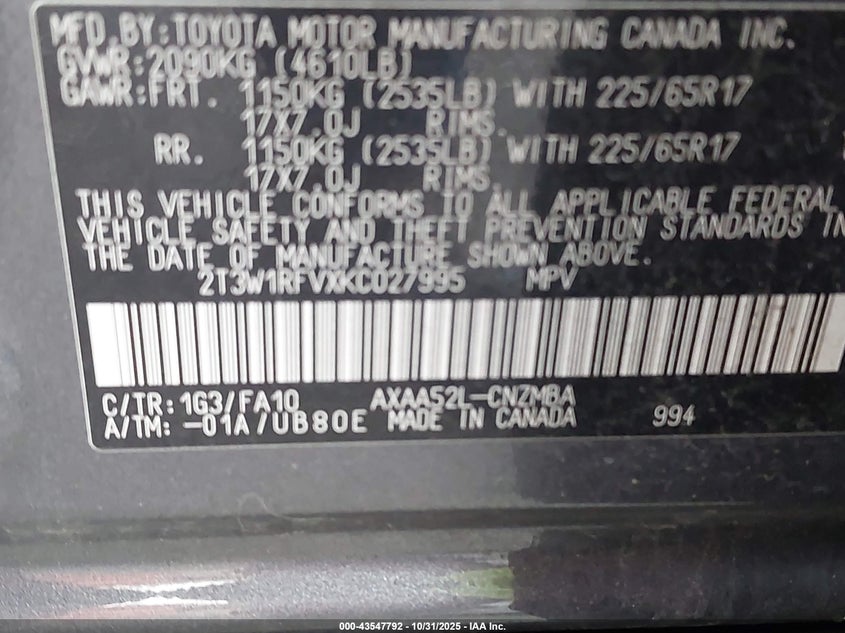 MFD.BY:TOYOTA MOTOR MANUFACTURING CANADA INC.
GVWR:2090KG (4610LB)
GAWR:FRT. 1150KG (2535LB) WITH 225/65R17
17X7.0J RIMS.
RR. 1150KG (2535LB) WITH 225/65R17
17X7.0J RIMS.
THIS VEHICLE CONFORMS TO ALL APPLICABLE FEDERAL
VEHICLE SAFETY AND THEFT PREVENTION STANDARDS IN
THE DATE OF MANUFACTURE SHOWN ABOVE.
2T3W1RFVXKC027995 MPV
C/TR:1G3/FA10 AXAA52L-CNZMBA
A/TM:-01A/UB80E MADE IN CANADA 994
000-43547792 - 10/31/2025 - IAA Inc.